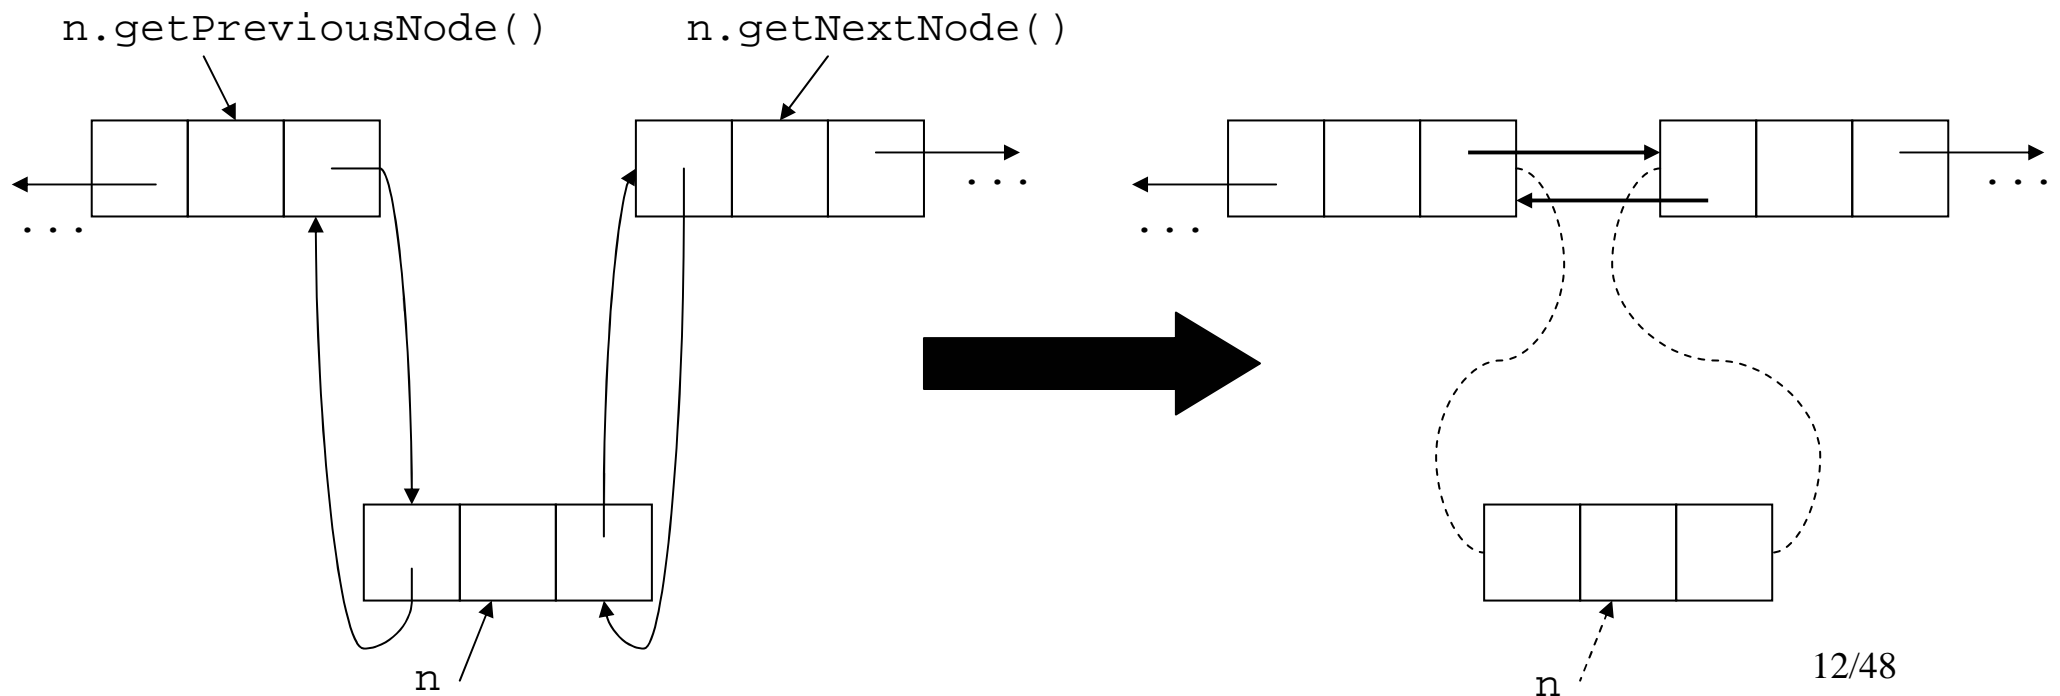 n.getPreviousNode() n.getNextNode()
. . . . . .
. . . . . .
n
n
12/48